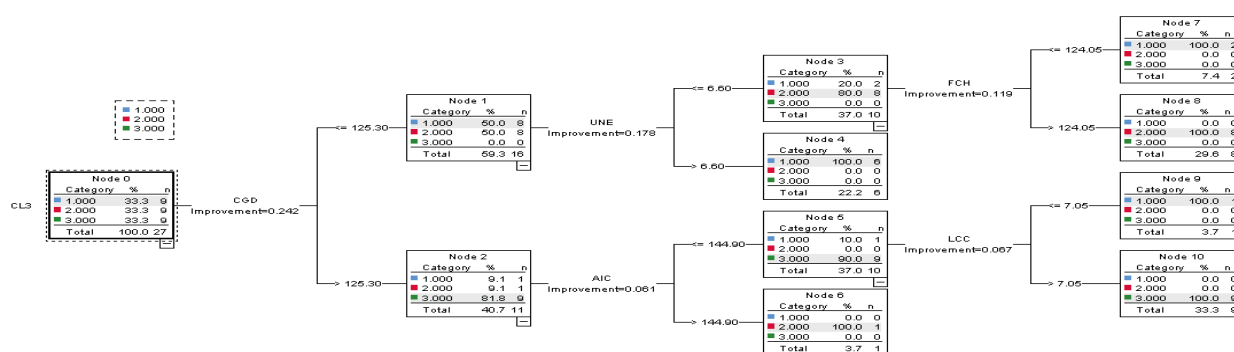 1.000
2.000
3.000
CL3
Node 0
Category % n
1.000 33.3 9
2.000 33.3 9
3.000 33.3 9
Total 100.0 27
CGD
Improvement=0.242
<= 125.30
> 125.30
Node 1
Category % n
1.000 50.0 8
2.000 50.0 8
3.000 0.0 0
Total 59.3 16
UNE
Improvement=0.178
<= 6.60
> 6.60
Node 2
Category % n
1.000 9.1 1
2.000 9.1 1
3.000 81.8 9
Total 40.7 11
AIC
Improvement=0.061
<= 144.90
> 144.90
Node 3
Category % n
1.000 20.0 2
2.000 80.0 8
3.000 0.0 0
Total 37.0 10
FCH
Improvement=0.119
<= 124.05
> 124.05
Node 4
Category % n
1.000 100.0 6
2.000 0.0 0
3.000 0.0 0
Total 22.2 6
Node 5
Category % n
1.000 10.0 1
2.000 0.0 0
3.000 90.0 9
Total 37.0 10
LCC
Improvement=0.067
<= 7.05
> 7.05
Node 6
Category % n
1.000 0.0 0
2.000 100.0 1
3.000 0.0 0
Total 3.7 1
Node 7
Category %
1.000 100.0
2.000 0.0
3.000 0.0
Total 7.4
Node 8
Category %
1.000 0.0
2.000 100.0
3.000 0.0
Total 29.6
Node 9
Category %
1.000 100.0
2.000 0.0
3.000 0.0
Total 3.7
Node 10
Category %
1.000 0.0
2.000 0.0
3.000 100.0
Total 33.3